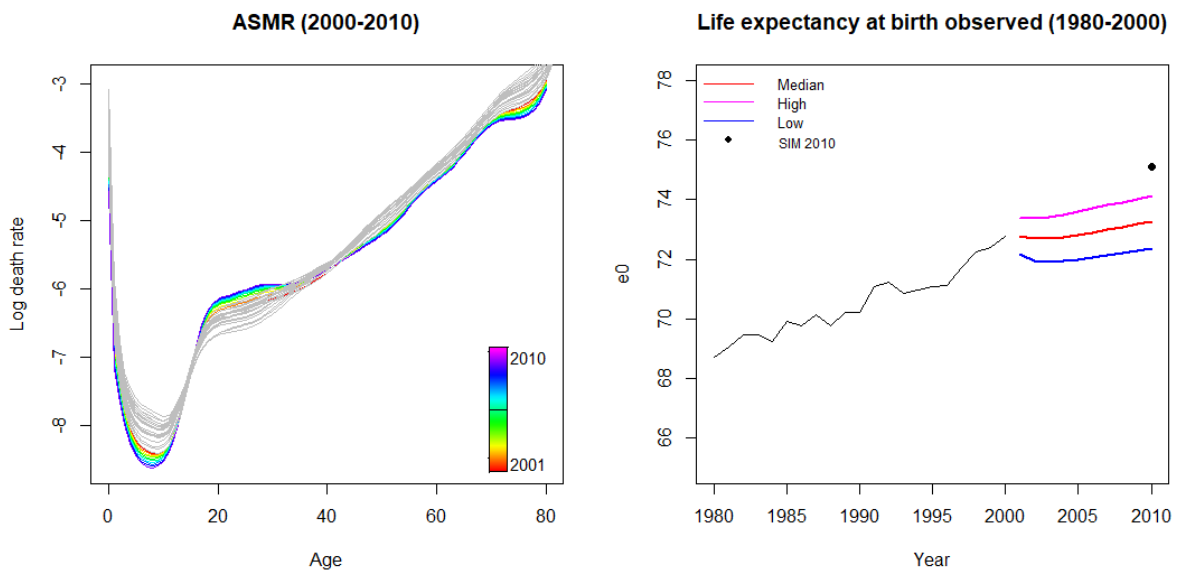 ASMR (2000-2010)
Log death rate
-3
-4
-5
-6
-7
-8
2010
2001
0 20 40 60 80
Age
Life expectancy at birth observed (1980-2000)
e0
78
76
74
72
70
68
66
Median
High
Low
SIM 2010
1980 1985 1990 1995 2000 2005 2010
Year